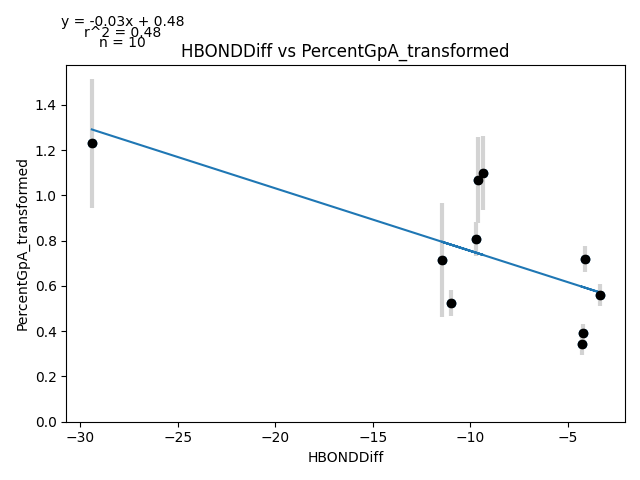 y = -0.03x + 0.48
r^2 = 0.48
n = 10
HBONDDiff vs PercentGpA_transformed
PercentGpA_transformed
1.4
1.2
1.0
0.8
0.6
0.4
0.2
0.0
−30
−25
−20
−15
−10
−5
HBONDDiff